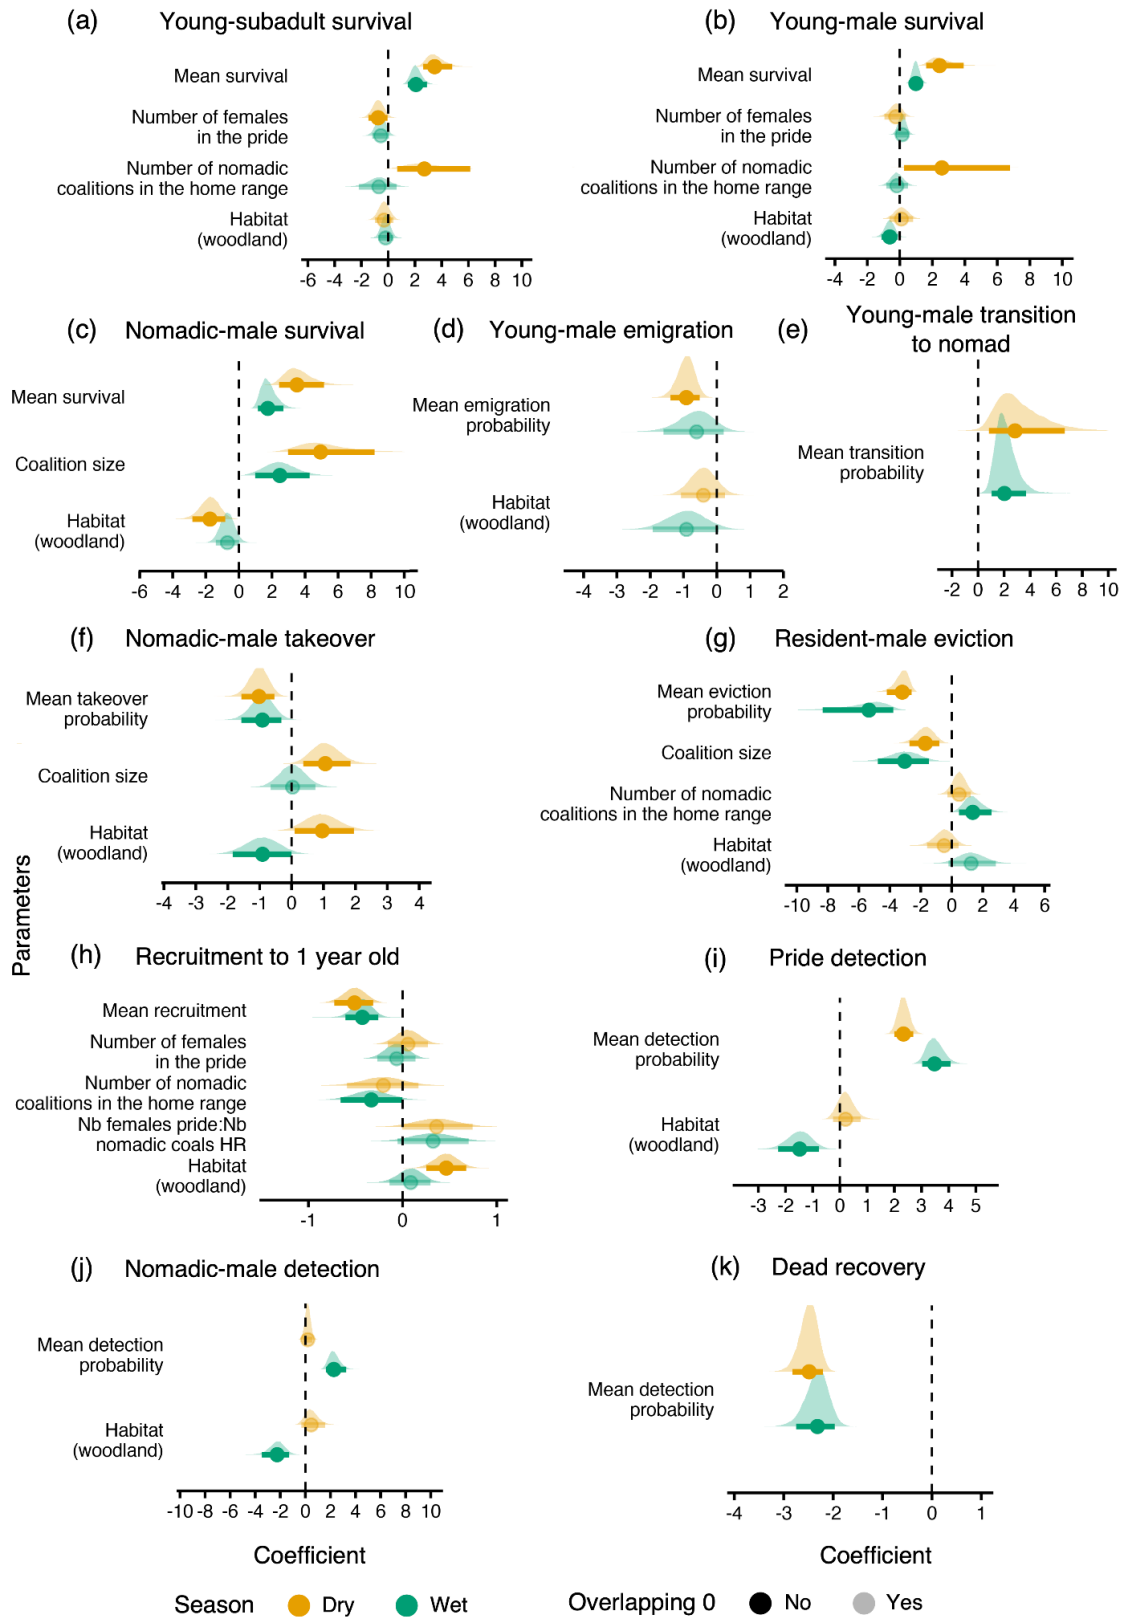 (a) Young-subadult survival
Mean survival
Number of females
in the pride
Number of nomadic
coalitions in the home range
Habitat
(woodland)
-6 -4 -2 0 2 4 6 8 10
(b) Young-male survival
Mean survival
Number of females
in the pride
Number of nomadic
coalitions in the home range
Habitat
(woodland)
-4 -2 0 2 4 6 8 10
(c) Nomadic-male survival
Mean survival
Coalition size
Habitat
(woodland)
-6 -4 -2 0 2 4 6 8 10
(d) Young-male emigration
Mean emigration
probability
Habitat
(woodland)
-4 -3 -2 -1 0 1 2
(e) Young-male transition
to nomad
Mean transition
probability
-2 0 2 4 6 8 10
(f) Nomadic-male takeover
Mean takeover
probability
Coalition size
Habitat
(woodland)
-4 -3 -2 -1 0 1 2 3 4
(g) Resident-male eviction
Mean eviction
probability
Coalition size
Number of nomadic
coalitions in the home range
Habitat
(woodland)
-10 -8 -6 -4 -2 0 2 4 6
Parameters
(h) Recruitment to 1 year old
Mean recruitment
Number of females
in the pride
Number of nomadic
coalitions in the home range
Nb females pride:Nb
nomadic coals HR
Habitat
(woodland)
-1 0 1
(i) Pride detection
Mean detection
probability
Habitat
(woodland)
-3 -2 -1 0 1 2 3 4 5
(j) Nomadic-male detection
Mean detection
probability
Habitat
(woodland)
-10 -8 -6 -4 -2 0 2 4 6 8 10
Coefficient
(k) Dead recovery
Mean detection
probability
-4 -3 -2 -1 0 1
Coefficient
Season Dry Wet
Overlapping 0 No Yes